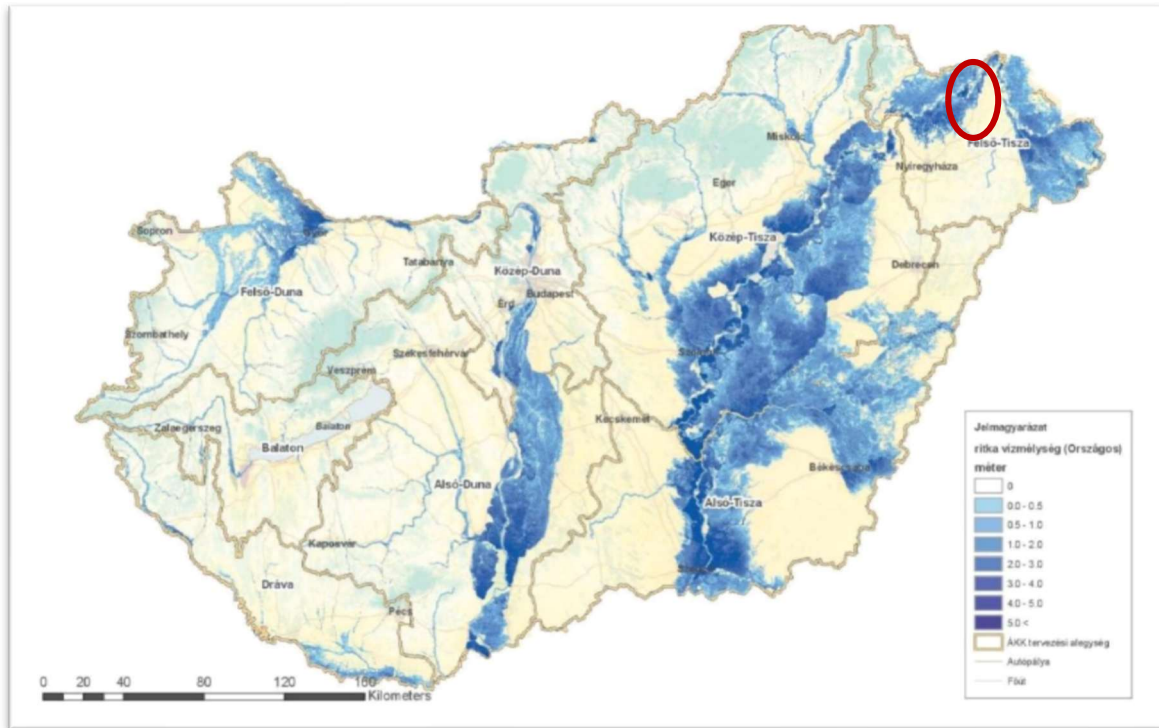 Miskolc
Felső-Tisza
Nyíregyháza
Eger
Sopron
Közép-Tisza
Tatabánya
Közép-Duna
Debrecen
Budapest
Felső-Duna
Érd
Szombathely
Székesfehérvár
Veszprém
Kecskemét
Zalaegerszeg
Balaton
Balaton
Békéscsaba
Alsó-Duna
Alsó-Tisza
Kaposvár
Dráva
Pécs
Jelmagyarázat
ritka vízmélység (Országos)
méter
0
0.0 - 0.5
0.5 - 1.0
1.0 - 2.0
2.0 - 3.0
3.0 - 4.0
4.0 - 5.0
5.0 <
ÁKK tervezési alegység
Autópálya
Főút
0 20 40 80 120 160
Kilometers